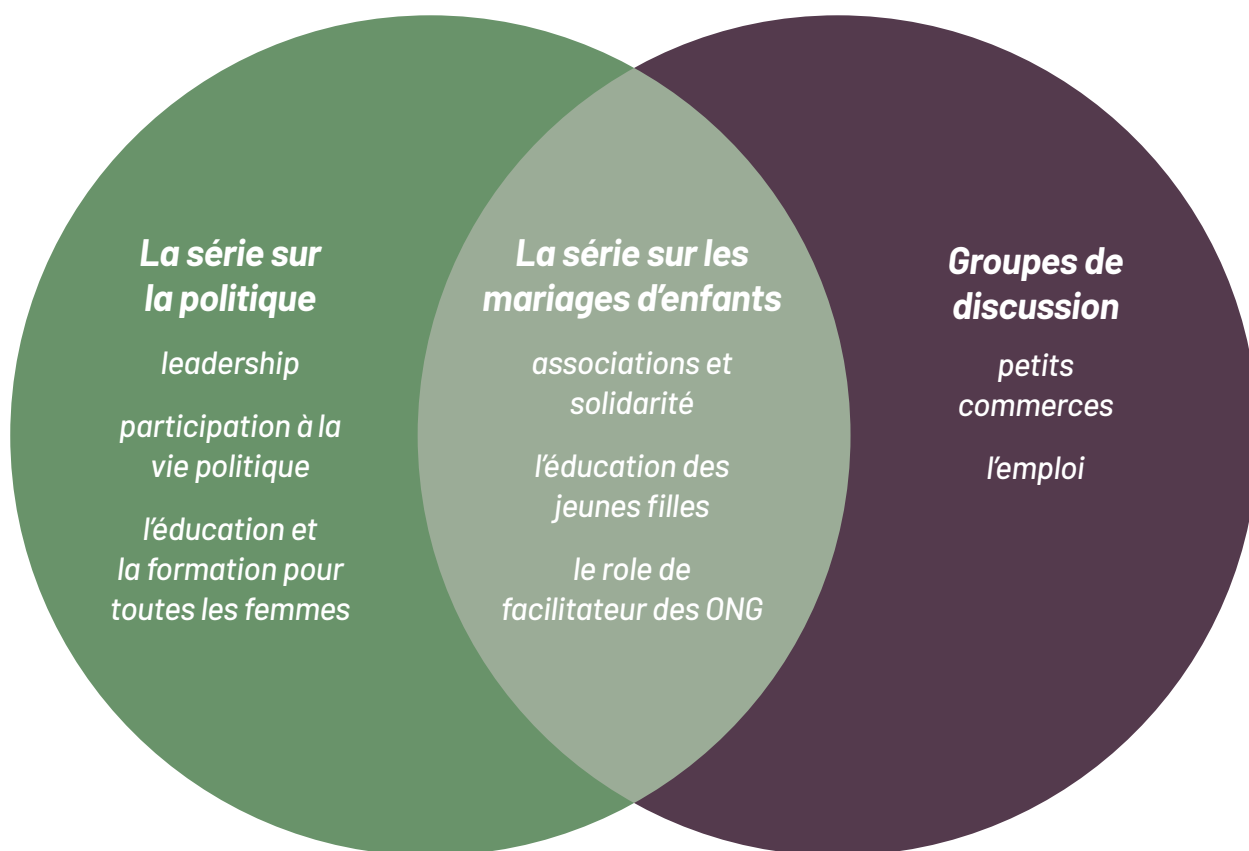 La série sur
la politique
leadership
participation à la
vie politique
l'éducation et
la formation pour
toutes les femmes
La série sur les
mariages d'enfants
associations et
solidarité
l'éducation des
jeunes filles
le role de
facilitateur des ONG
Groupes de
discussion
petits
commerces
l'emploi